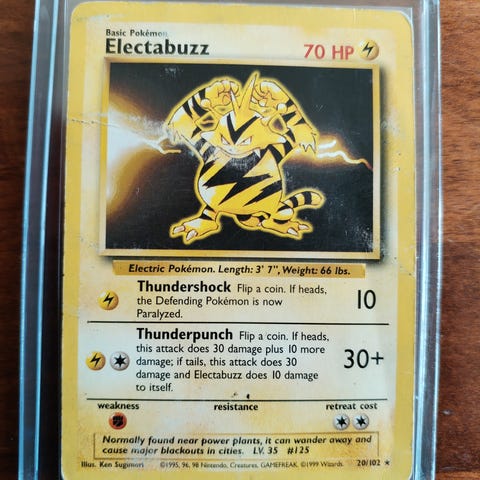 Basic Pokémon
Electabuzz 70 HP
Electric Pokémon. Length: 3' 7", Weight: 66 lbs.
Thundershock Flip a coin. If heads,
the Defending Pokémon is now
Paralyzed.
10
Thunderpunch Flip a coin. If heads,
this attack does 30 damage plus 10 more
damage; if tails, this attack does 30
damage and Electabuzz does 10 damage
to itself.
30+
weakness resistance retreat cost
Normally found near power plants, it can wander away and
cause major blackouts in cities. LV. 35 #125
Illus. Ken Sugimori ©1995, 96, 98 Nintendo, Creatures, GAMEFREAK. ©1999 Wizards. 20/102 ★